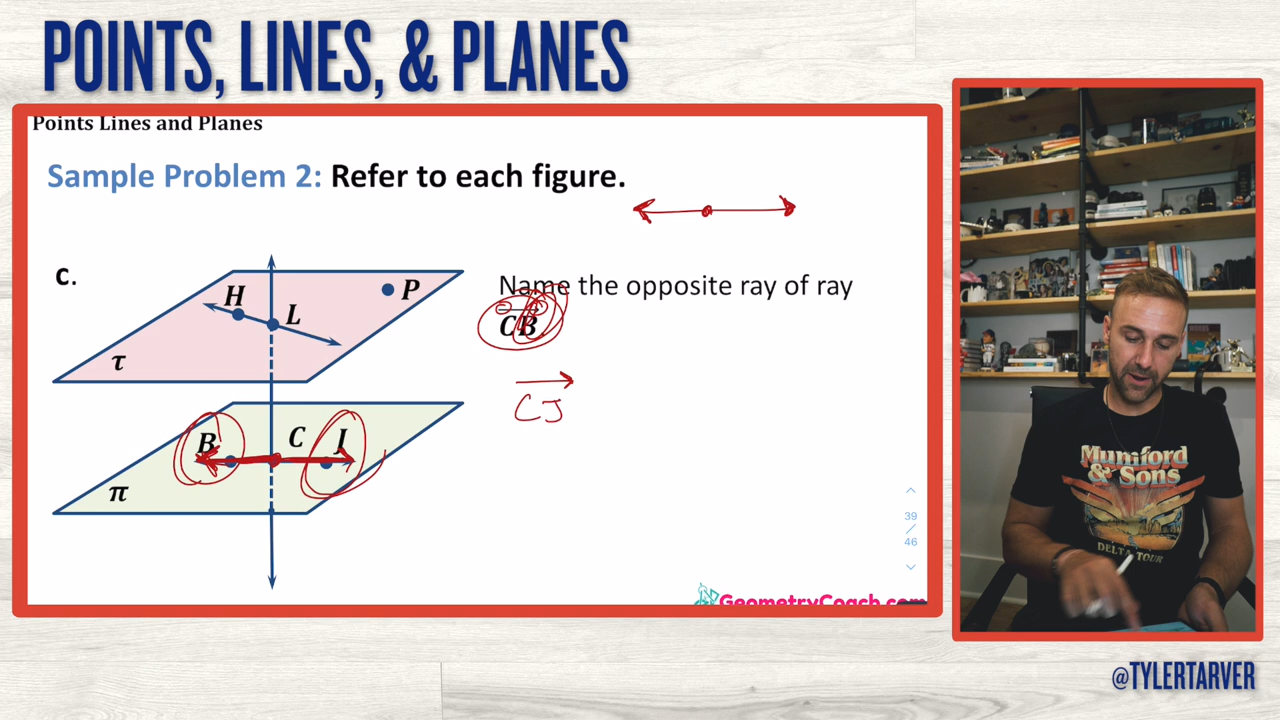 POINTS, LINES, & PLANES
Points Lines and Planes
Sample Problem 2: Refer to each figure.
c.
Name the opposite ray of ray
CB
H
P
L
τ
CJ
B
C
J
π
39
/
46
GeometryCoach.com
Mumford
& Sons
DELTA TOUR
@TYLERTARVER